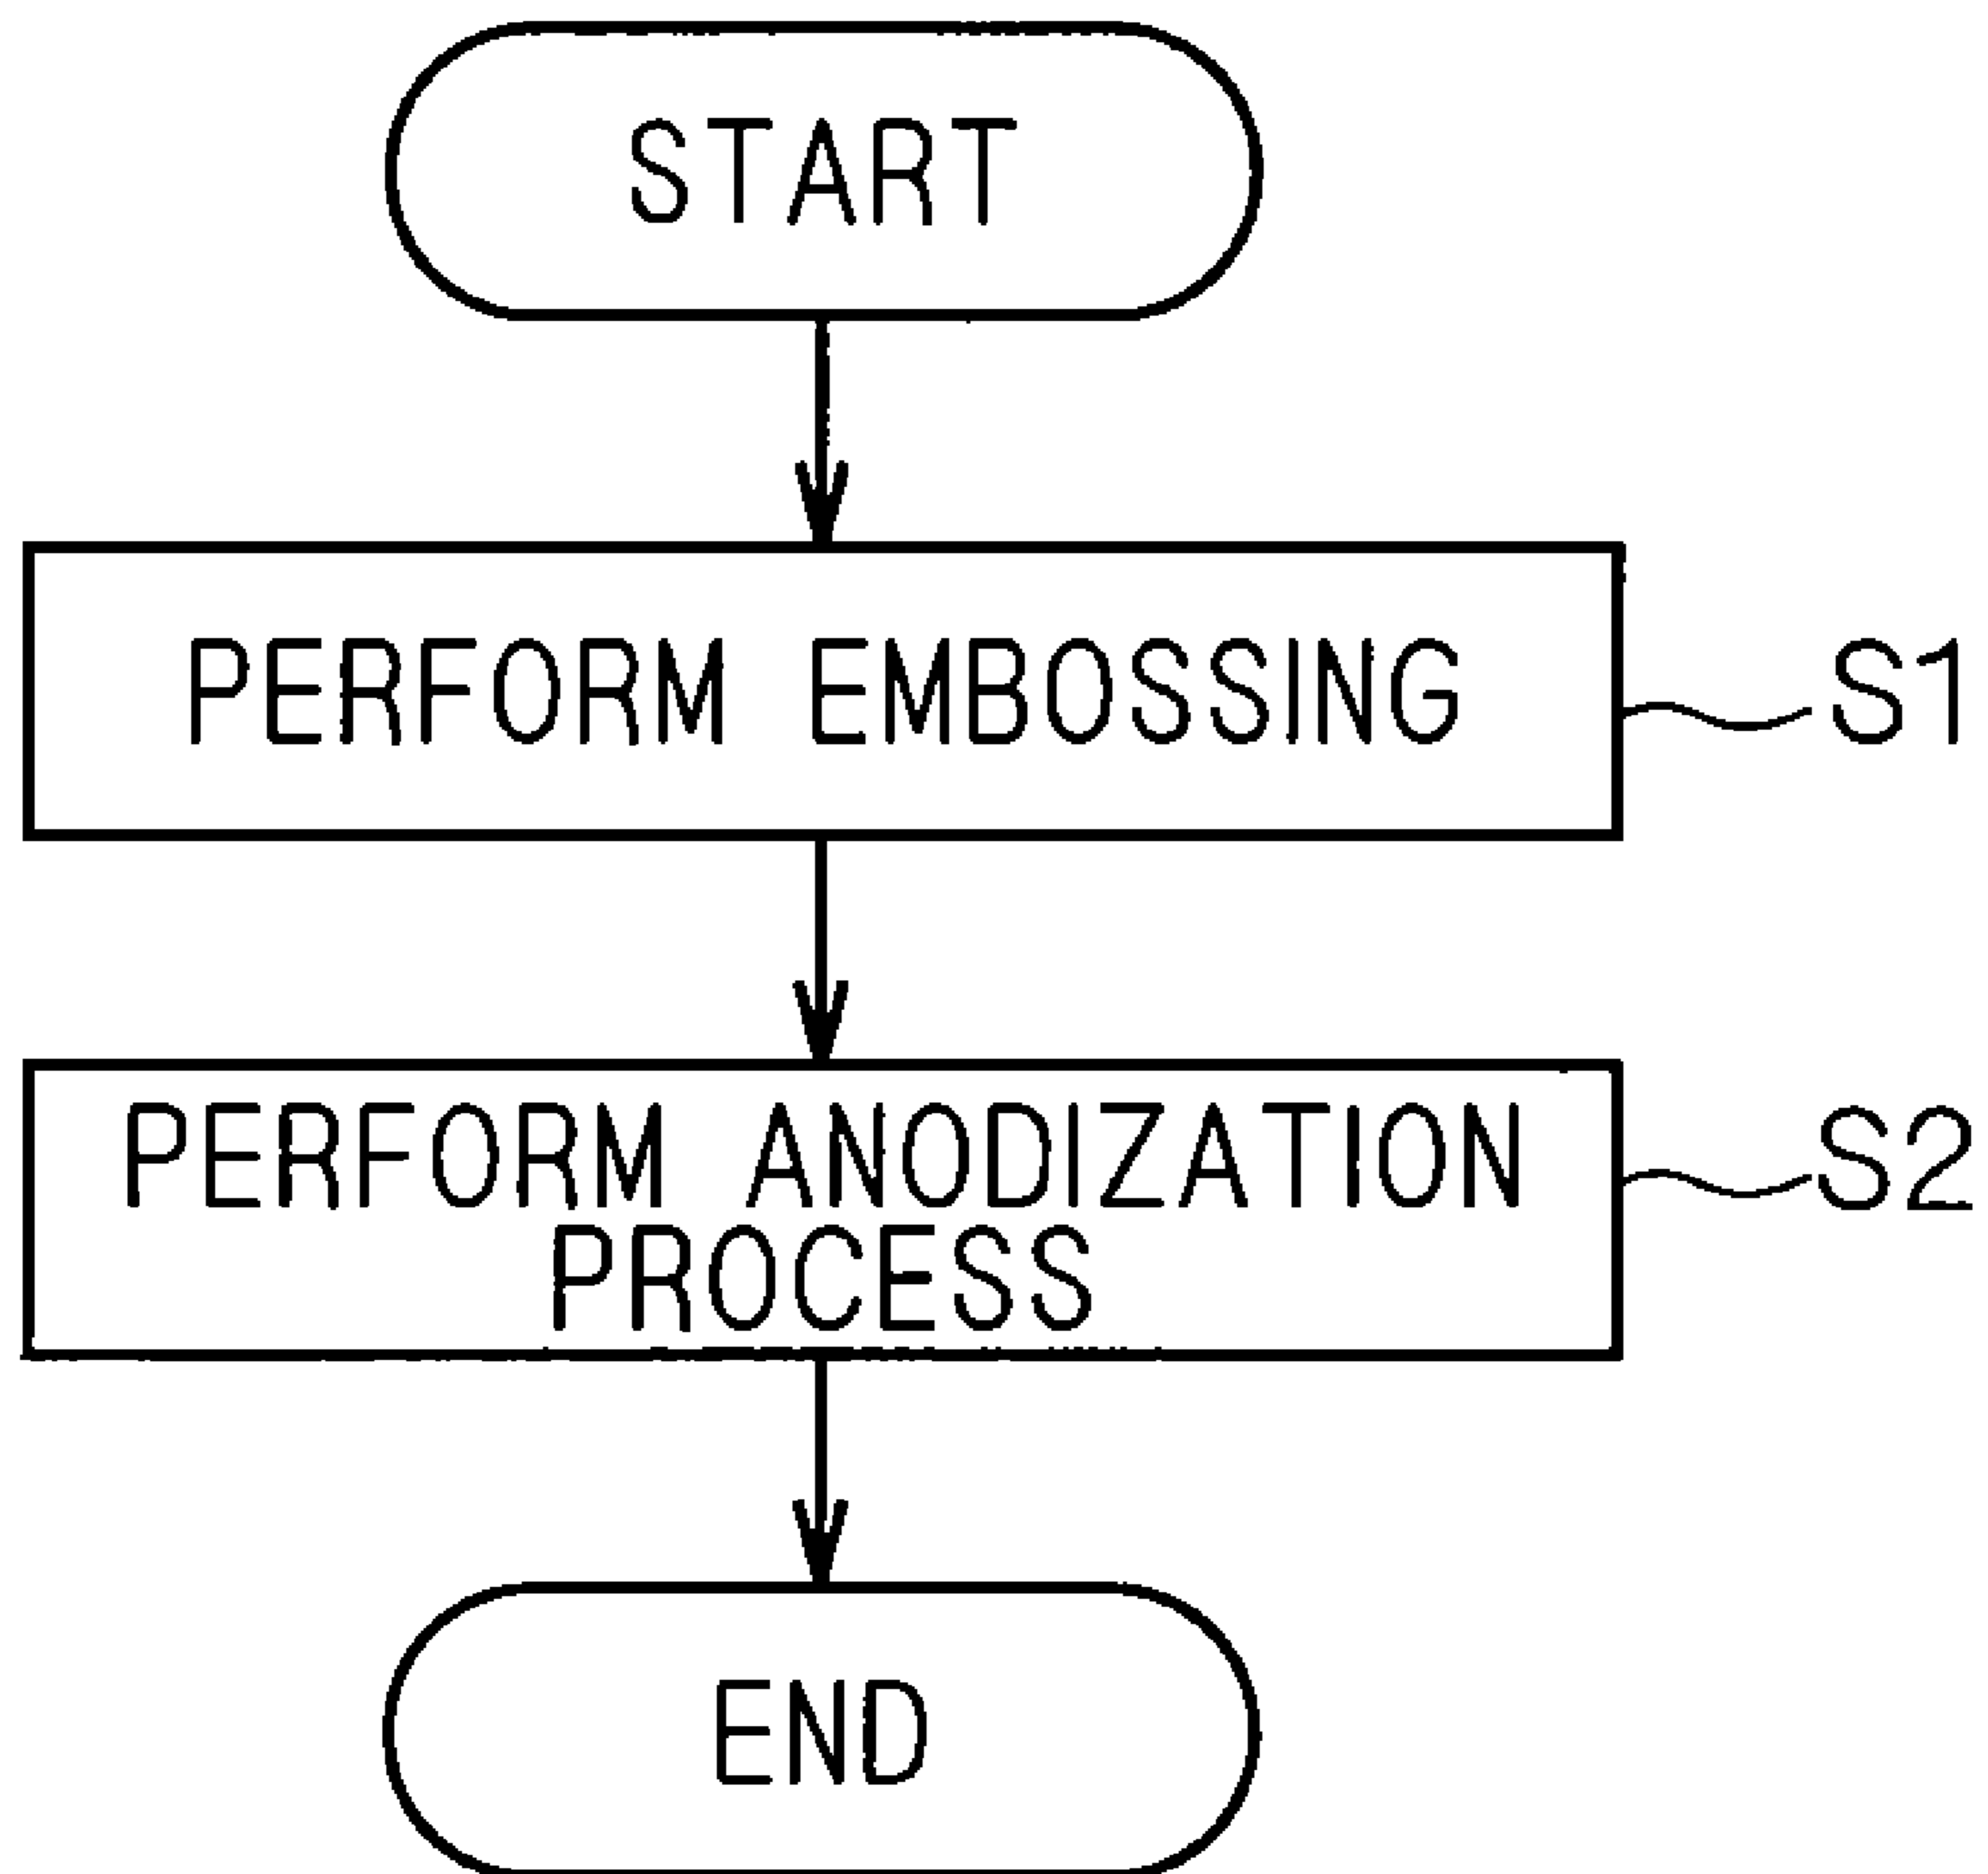 START
PERFORM EMBOSSING
S1
PERFORM ANODIZATION
PROCESS
S2
END